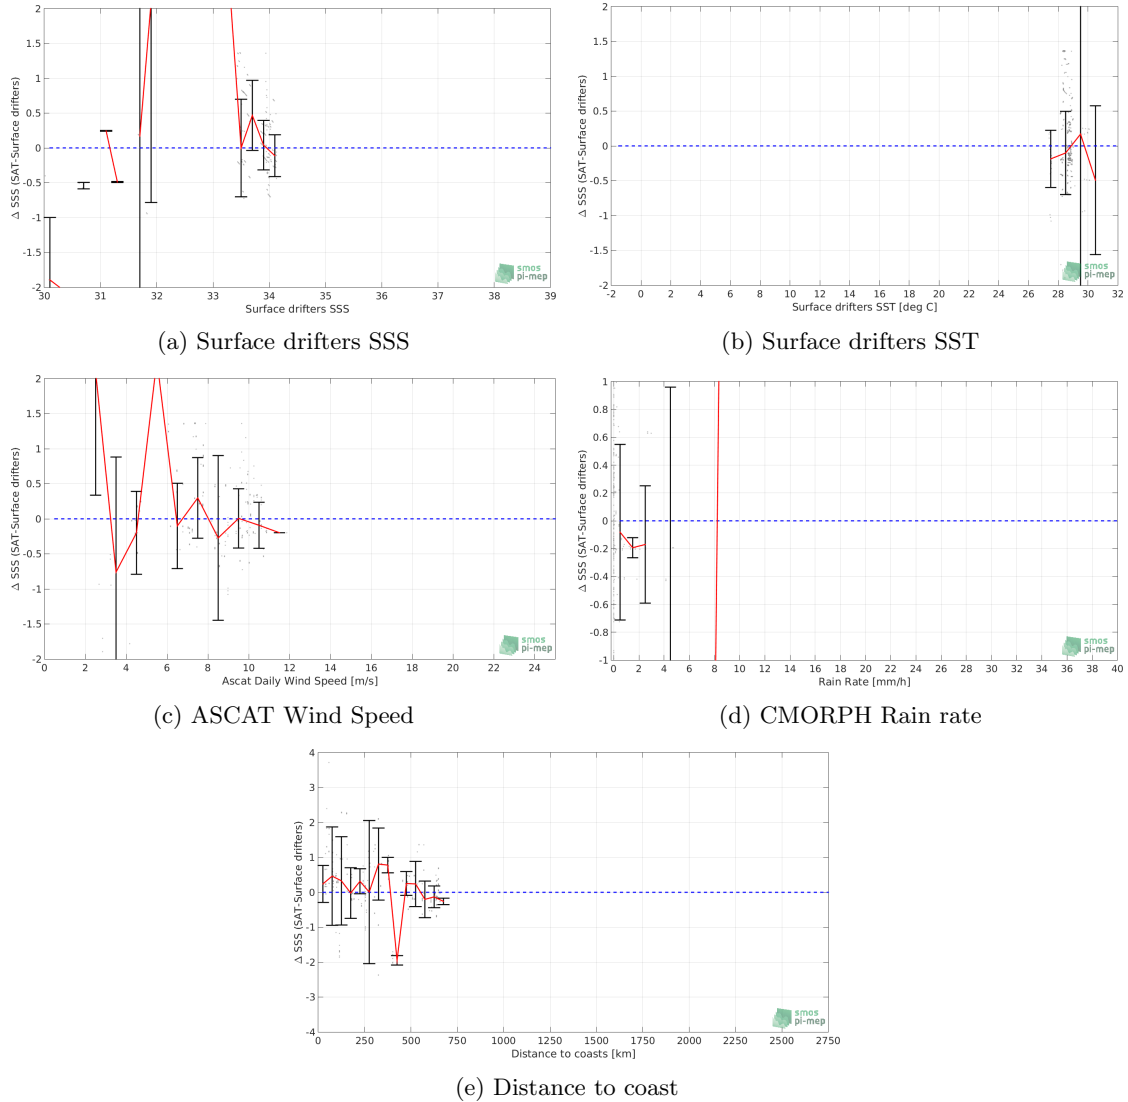 2
1.5
1
0.5
0
-0.5
-1
-1.5
-2
Δ SSS (SAT-Surface drifters)
30 31 32 33 34 35 36 37 38 39
Surface drifters SSS
smos
pi-mep
(a) Surface drifters SSS
2
1.5
1
0.5
0
-0.5
-1
-1.5
-2
Δ SSS (SAT-Surface drifters)
-2 0 2 4 6 8 10 12 14 16 18 20 22 24 26 28 30 32
Surface drifters SST [deg C]
smos
pi-mep
(b) Surface drifters SST
2
1.5
1
0.5
0
-0.5
-1
-1.5
-2
Δ SSS (SAT-Surface drifters)
0 2 4 6 8 10 12 14 16 18 20 22 24
Ascat Daily Wind Speed [m/s]
smos
pi-mep
(c) ASCAT Wind Speed
1
0.8
0.6
0.4
0.2
0
-0.2
-0.4
-0.6
-0.8
-1
Δ SSS (SAT-Surface drifters)
0 2 4 6 8 10 12 14 16 18 20 22 24 26 28 30 32 34 36 38 40
Rain Rate [mm/h]
smos
pi-mep
(d) CMORPH Rain rate
4
3
2
1
0
-1
-2
-3
-4
Δ SSS (SAT-Surface drifters)
0 250 500 750 1000 1250 1500 1750 2000 2250 2500 2750
Distance to coasts [km]
smos
pi-mep
(e) Distance to coast